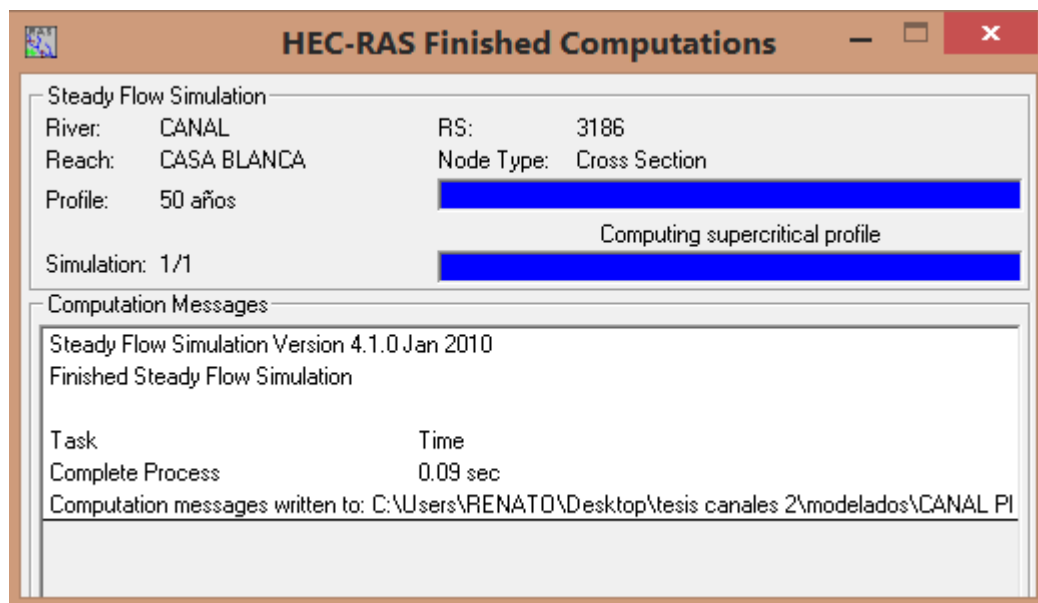 HEC-RAS Finished Computations
Steady Flow Simulation
River: CANAL RS: 3186
Reach: CASA BLANCA Node Type: Cross Section
Profile: 50 años
Computing supercritical profile
Simulation: 1/1
Computation Messages
Steady Flow Simulation Version 4.1.0 Jan 2010
Finished Steady Flow Simulation
Task Time
Complete Process 0.09 sec
Computation messages written to: C:\Users\RENATO\Desktop\tesis canales 2\modelados\CANAL PI